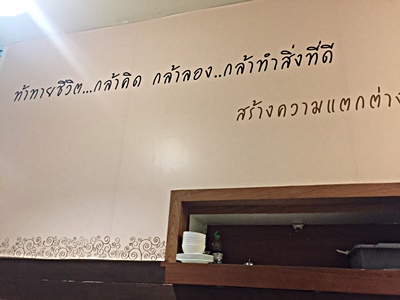 ท้าทายชีวิต...กล้าคิด กล้าลอง..กล้าทำสิ่งที่ดี
สร้างความแตกต่าง